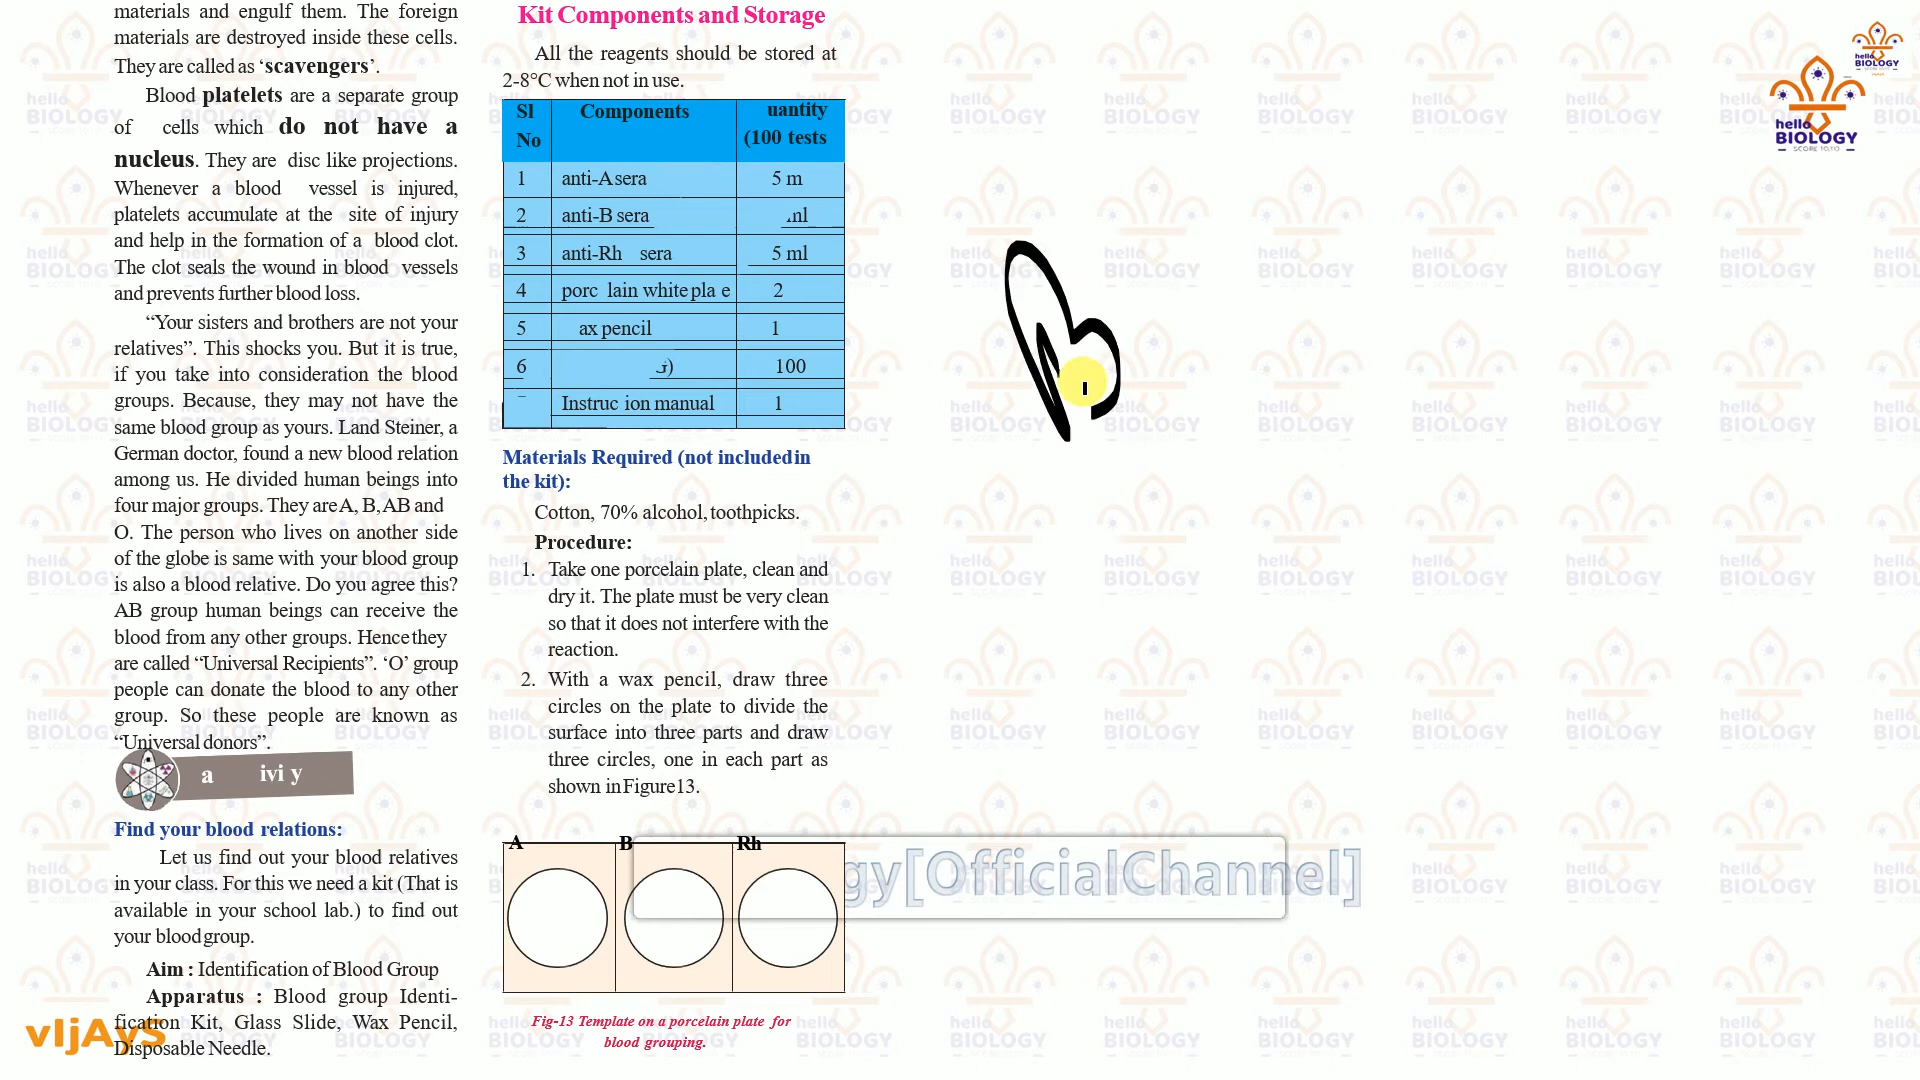 materials and engulf them. The foreign
materials are destroyed inside these cells.
They are called as ‘scavengers’.
Blood platelets are a separate group
of cells which do not have a
nucleus. They are disc like projections.
Whenever a blood vessel is injured,
platelets accumulate at the site of injury
and help in the formation of a blood clot.
The clot seals the wound in blood vessels
and prevents further blood loss.
“Your sisters and brothers are not your
relatives”. This shocks you. But it is true,
if you take into consideration the blood
groups. Because, they may not have the
same blood group as yours. Land Steiner, a
German doctor, found a new blood relation
among us. He divided human beings into
four major groups. They are A, B, AB and
O. The person who lives on another side
of the globe is same with your blood group
is also a blood relative. Do you agree this?
AB group human beings can receive the
blood from any other groups. Hence they
are called “Universal Recipients”. ‘O’ group
people can donate the blood to any other
group. So these people are known as
“Universal donors”.
a ivi y
Find your blood relations:
Let us find out your blood relatives
in your class. For this we need a kit (That is
available in your school lab.) to find out
your blood group.
Aim : Identification of Blood Group
Apparatus : Blood group Identi-
fication Kit, Glass Slide, Wax Pencil,
Disposable Needle.
vIjAyS
Kit Components and Storage
All the reagents should be stored at
2-8°C when not in use.
Sl No Components uantity (100 tests
1 anti-A sera 5 m
2 anti-B sera
3 anti-Rh sera 5 ml
4 porc lain white pla e 2
5 ax pencil 1
6 100
Instruc ion manual 1
Materials Required (not included in
the kit):
Cotton, 70% alcohol, toothpicks.
Procedure:
1. Take one porcelain plate, clean and
dry it. The plate must be very clean
so that it does not interfere with the
reaction.
2. With a wax pencil, draw three
circles on the plate to divide the
surface into three parts and draw
three circles, one in each part as
shown in Figure 13.
A B Rh
Fig-13 Template on a porcelain plate for
blood grouping.
gy[OfficialChannel]
hello
BIOLOGY
hello
BIOLOGY
SCORE 10/10